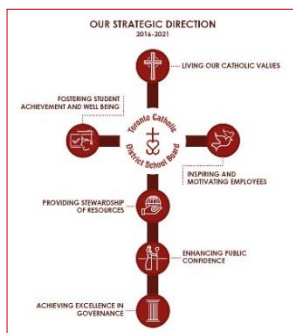 OUR STRATEGIC DIRECTION
2016-2021
LIVING OUR CATHOLIC VALUES
FOSTERING STUDENT
ACHIEVEMENT AND WELL BEING
Toronto Catholic
District School Board
INSPIRING AND
MOTIVATING EMPLOYEES
PROVIDING STEWARDSHIP
OF RESOURCES
ENHANCING PUBLIC
CONFIDENCE
ACHIEVING EXCELLENCE IN
GOVERNANCE